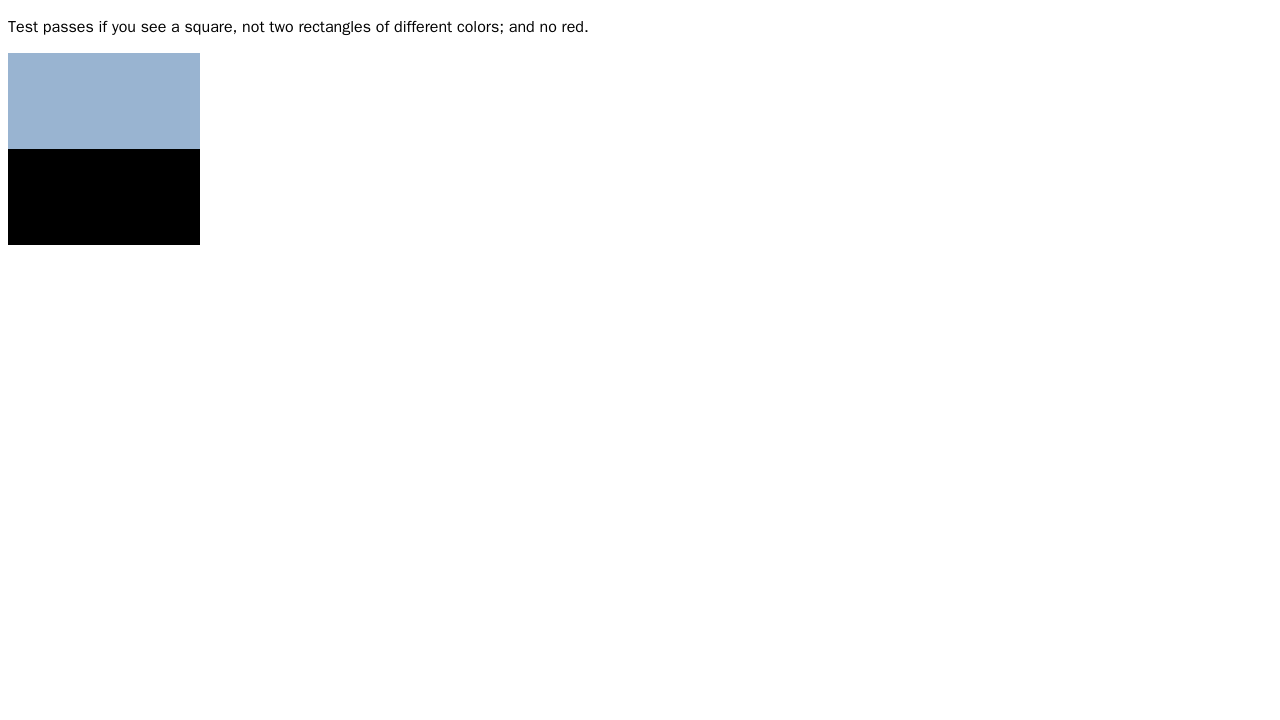 Test passes if you see a square, not two rectangles of different colors; and no red.